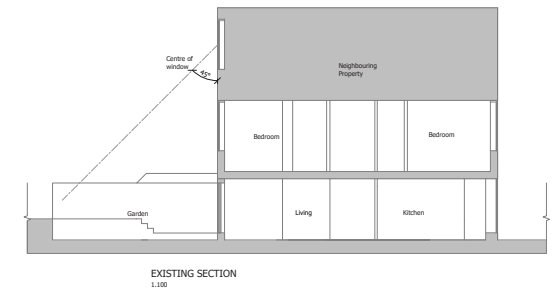 Centre of
window
45°
Neighbouring
Property
Bedroom
Bedroom
Garden
Living
Kitchen
EXISTING SECTION
1.100